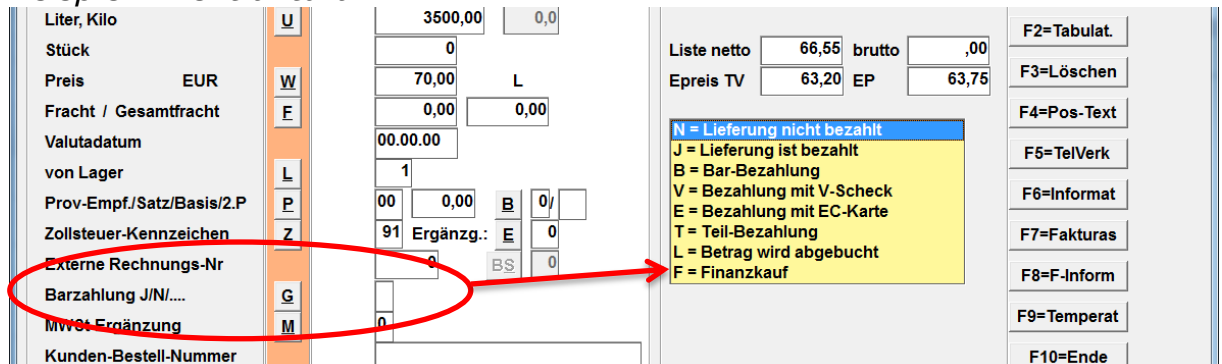 Liter, Kilo U 3500,00 0,0
Stück 0
Preis EUR W 70,00 L
Fracht / Gesamtfracht F 0,00 0,00
Valutadatum 00.00.00
von Lager L 1
Prov-Empf./Satz/Basis/2.P P 00 0,00 B 0/
Zollsteuer-Kennzeichen Z 91 Ergänzg.: E 0
Externe Rechnungs-Nr 0 BS 0
Barzahlung J/N/.... G
MWSt Ergänzung M 0
Kunden-Bestell-Nummer
Liste netto 66,55 brutto ,00
Epreis TV 63,20 EP 63,75
N = Lieferung nicht bezahlt
J = Lieferung ist bezahlt
B = Bar-Bezahlung
V = Bezahlung mit V-Scheck
E = Bezahlung mit EC-Karte
T = Teil-Bezahlung
L = Betrag wird abgebucht
F = Finanzkauf
F2=Tabulat.
F3=Löschen
F4=Pos-Text
F5=TelVerk
F6=Informat
F7=Fakturas
F8=F-Inform
F9=Temperat
F10=Ende